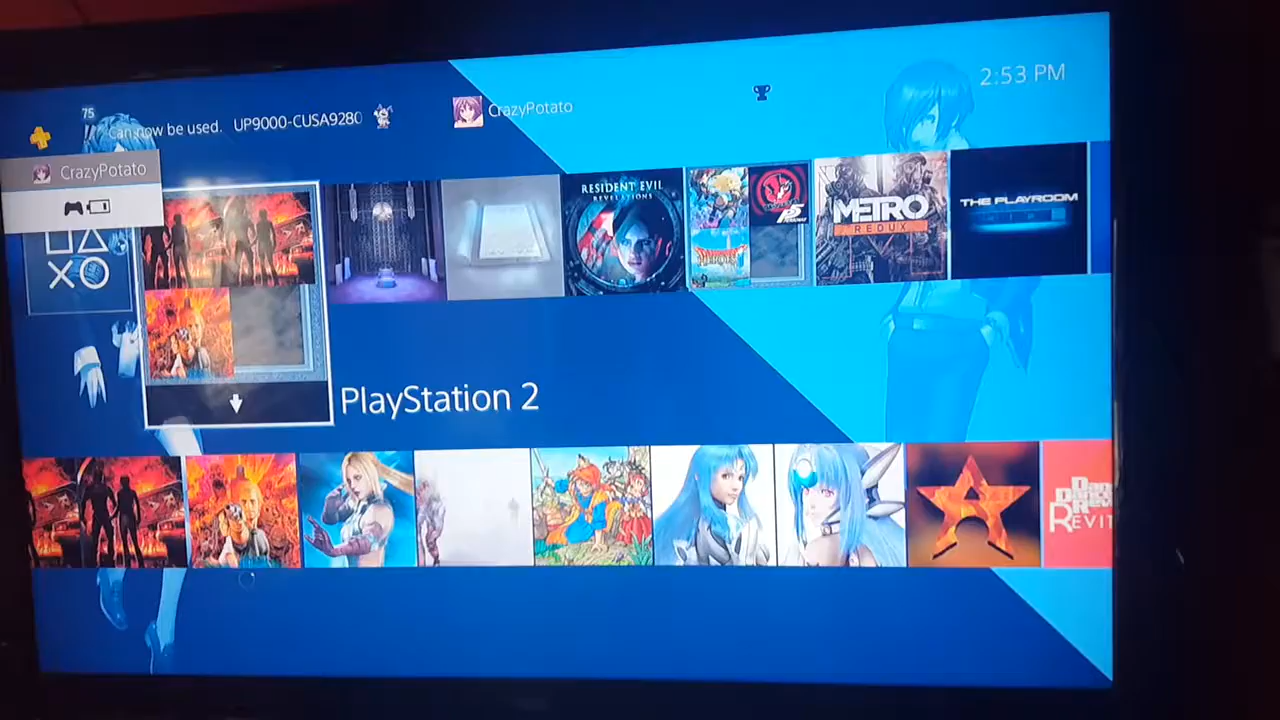 2:53 PM
75
Can now be used. UP9000-CUSA9280
CrazyPotato
CrazyPotato
RESIDENT EVIL
REVELATIONS
METRO
REDUX
THE PLAYROOM
PlayStation 2